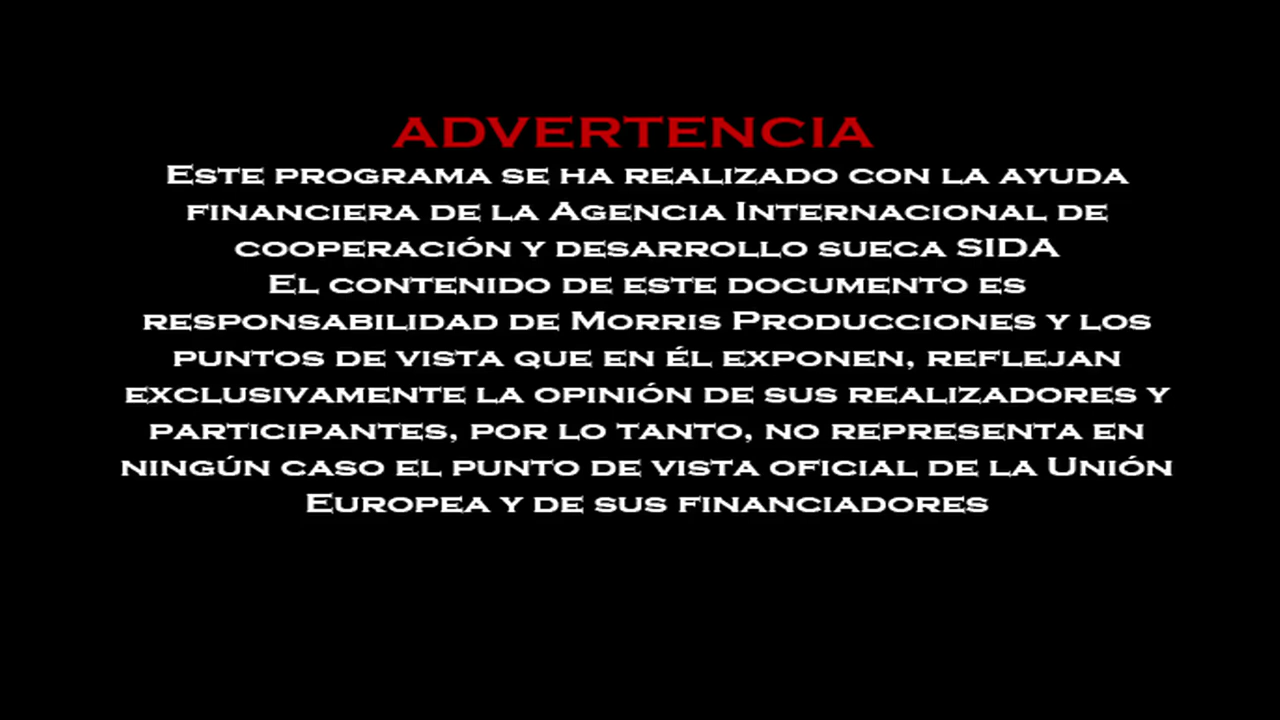 ADVERTENCIA
Este programa se ha realizado con la ayuda
financiera de la Agencia Internacional de
cooperación y desarrollo sueca SIDA
El contenido de este documento es
responsabilidad de Morris Producciones y los
puntos de vista que en él exponen, reflejan
exclusivamente la opinión de sus realizadores y
participantes, por lo tanto, no representa en
ningún caso el punto de vista oficial de la Unión
Europea y de sus financiadores